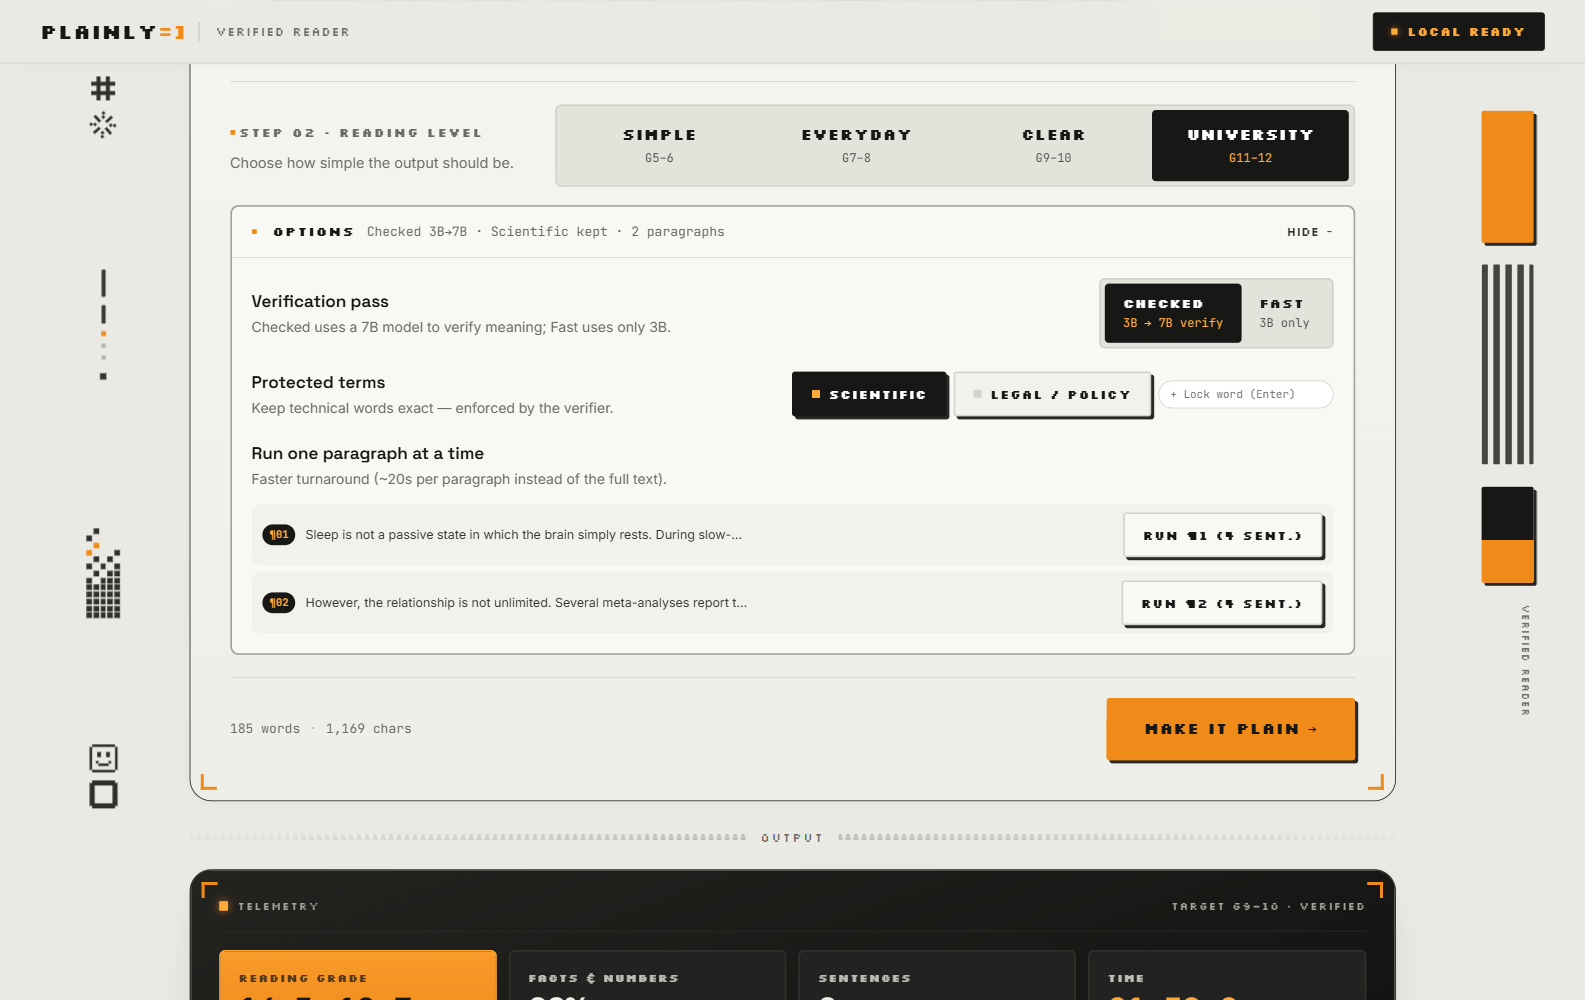 PLAINLY=]
VERIFIED READER
LOCAL READY
STEP 02 · READING LEVEL
Choose how simple the output should be.
SIMPLE
G5–6
EVERYDAY
G7–8
CLEAR
G9–10
UNIVERSITY
G11–12
OPTIONS Checked 3B→7B · Scientific kept · 2 paragraphs
HIDE −
Verification pass
Checked uses a 7B model to verify meaning; Fast uses only 3B.
CHECKED
3B → 7B verify
FAST
3B only
Protected terms
Keep technical words exact — enforced by the verifier.
SCIENTIFIC
LEGAL / POLICY
+ Lock word (Enter)
Run one paragraph at a time
Faster turnaround (~20s per paragraph instead of the full text).
¶01 Sleep is not a passive state in which the brain simply rests. During slow-...
RUN ¶1 (4 SENT.)
¶02 However, the relationship is not unlimited. Several meta-analyses report t...
RUN ¶2 (4 SENT.)
VERIFIED READER
185 words · 1,169 chars
MAKE IT PLAIN →
OUTPUT
TELEMETRY
TARGET G9–10 · VERIFIED
READING GRADE
FACTS & NUMBERS
SENTENCES
TIME